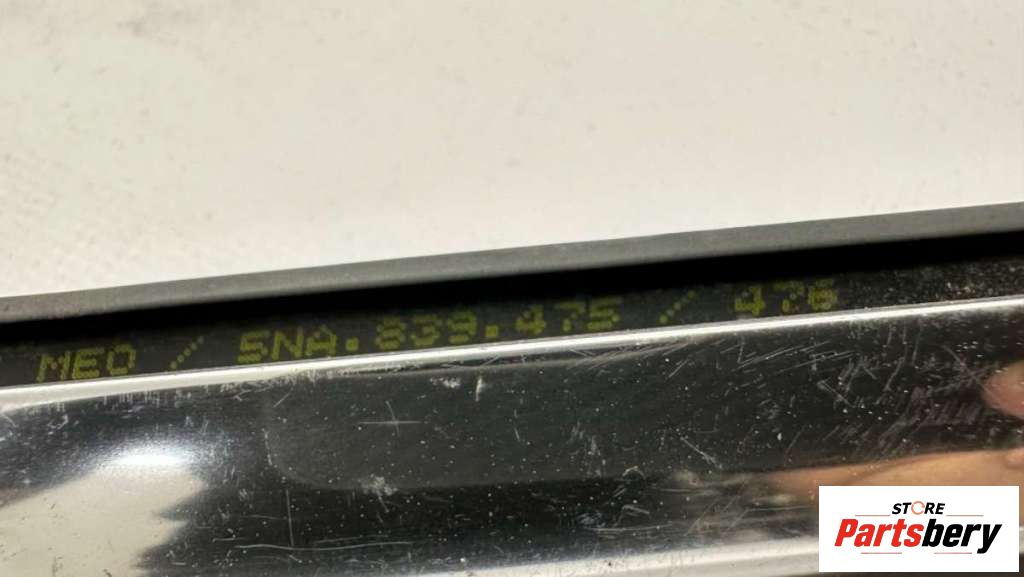 MEO / 5NA.839.475 / 476
STORE
Partsbery